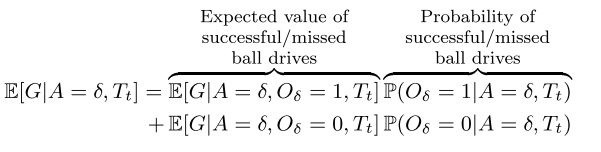 Expected value of
successful/missed
ball drives
Probability of
successful/missed
ball drives
𝔼[G|A = δ, T_t] = 𝔼[G|A = δ, O_δ = 1, T_t] ℙ(O_δ = 1|A = δ, T_t)
+ 𝔼[G|A = δ, O_δ = 0, T_t] ℙ(O_δ = 0|A = δ, T_t)